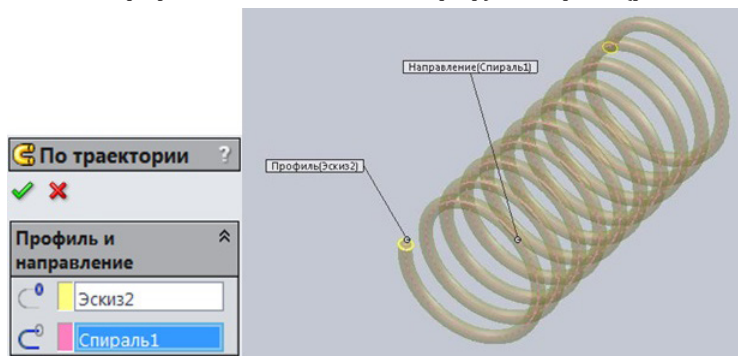 По траектории ?
Профиль и
направление
Эскиз2
Спираль1
Направление(Спираль1)
Профиль(Эскиз2)